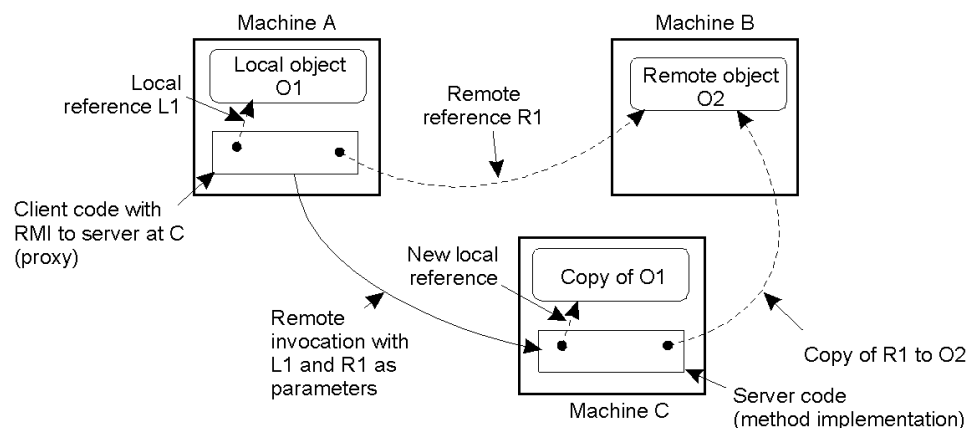 Machine A
Machine B
Local object
O1
Remote object
O2
Local
reference L1
Remote
reference R1
Client code with
RMI to server at C
(proxy)
New local
reference
Copy of O1
Remote
invocation with
L1 and R1 as
parameters
Copy of R1 to O2
Server code
(method implementation)
Machine C